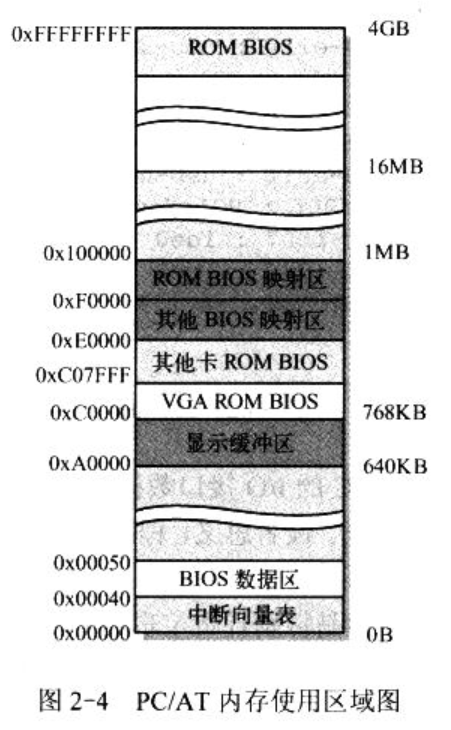 0xFFFFFFFF ROM BIOS 4GB
16MB
0x100000 1MB
ROM BIOS 映射区
0xF0000
其他 BIOS 映射区
0xE0000
其他卡 ROM BIOS
0xC07FFF
VGA ROM BIOS
0xC0000 768KB
显示缓冲区
0xA0000 640KB
0x00050
BIOS 数据区
0x00040
中断向量表
0x00000 0B
图 2-4 PC/AT 内存使用区域图